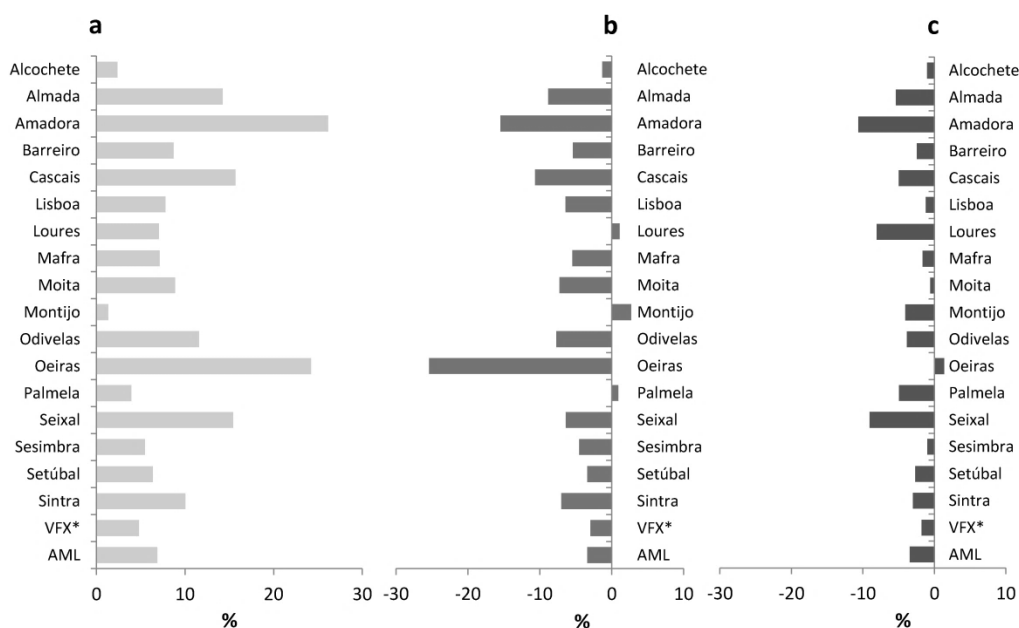 a b c
Alcochete Alcochete Alcochete
Almada Almada Almada
Amadora Amadora Amadora
Barreiro Barreiro Barreiro
Cascais Cascais Cascais
Lisboa Lisboa Lisboa
Loures Loures Loures
Mafra Mafra Mafra
Moita Moita Moita
Montijo Montijo Montijo
Odivelas Odivelas Odivelas
Oeiras Oeiras Oeiras
Palmela Palmela Palmela
Seixal Seixal Seixal
Sesimbra Sesimbra Sesimbra
Setúbal Setúbal Setúbal
Sintra Sintra Sintra
VFX* VFX* VFX*
AML AML AML
0 10 20 30 -30 -20 -10 0 10 -30 -20 -10 0 10
% % %